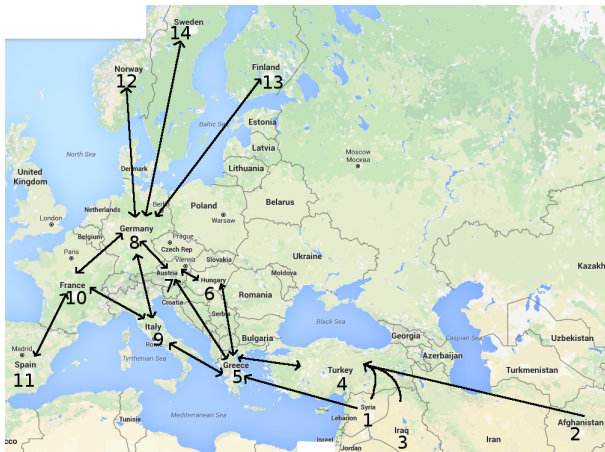 Sweden
14
Norway
12
Finland
13
Estonia
Baltic Sea
Latvia
Moscow
Москва
North Sea
Denmark
Lithuania
United
Kingdom
Belarus
Netherlands
Poland
London
Warsaw
Germany
8
Belgium
Prague
Czech Rep
Paris
Ukraine
Vienna
Slovakia
Kazakh
Austria
7
Hungary
6
Moldova
France
10
Croatia
Romania
Serbia
Italy
9
Black Sea
Bulgaria
Georgia
Caspian Sea
Uzbekistan
Madrid
Spain
11
Tyrrhenian Sea
Azerbaijan
Greece
5
Turkey
4
Turkmenistan
Mediterranean Sea
Tunisia
Syria
1
Lebanon
Iraq
3
Afghanistan
2
Iran
Israel
Jordan
cco